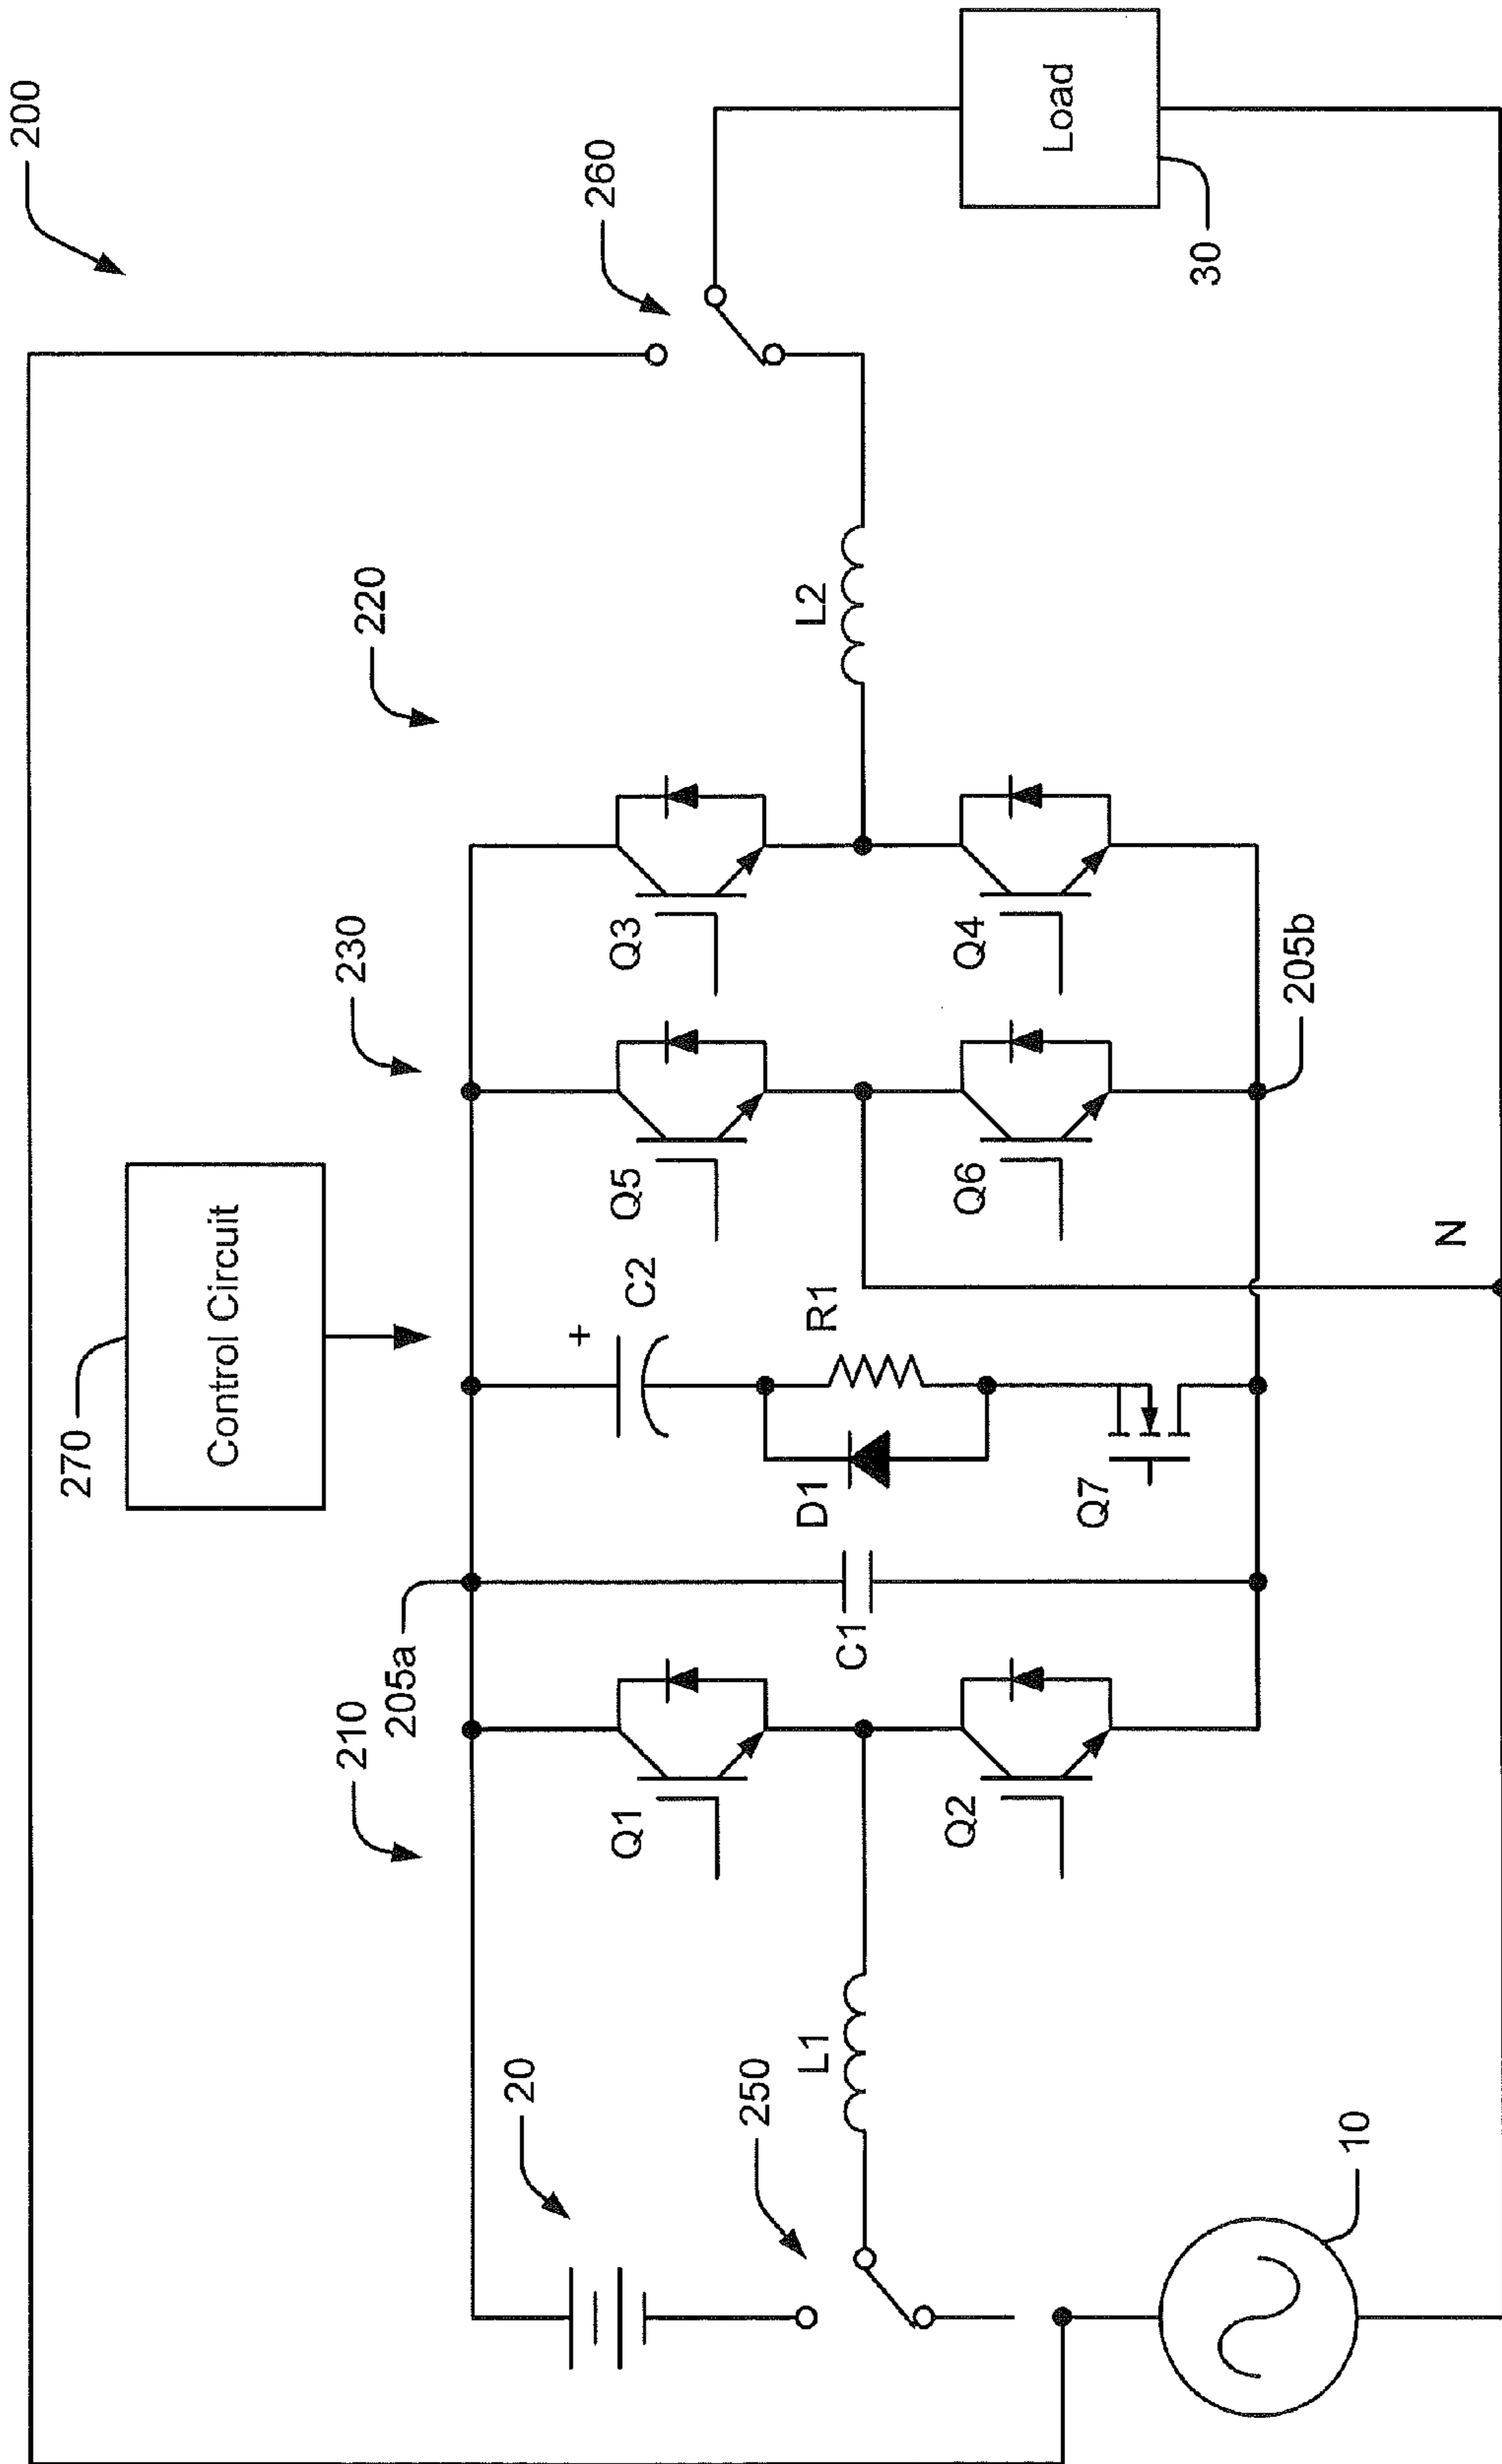 200
270
Control Circuit
260
Load
30
220
230
210
205a
20
250
C2
+
R1
D1
Q7
C1
Q1
Q2
Q5
Q6
Q3
Q4
L1
L2
205b
N
10